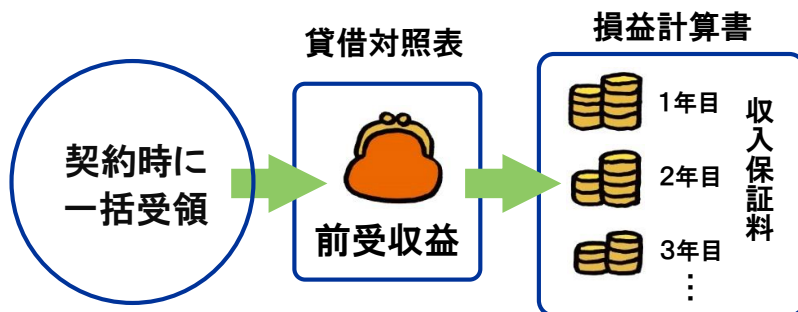 契約時に
一括受領
貸借対照表
前受収益
損益計算書
1年目
2年目
3年目
⋮
収入保証料